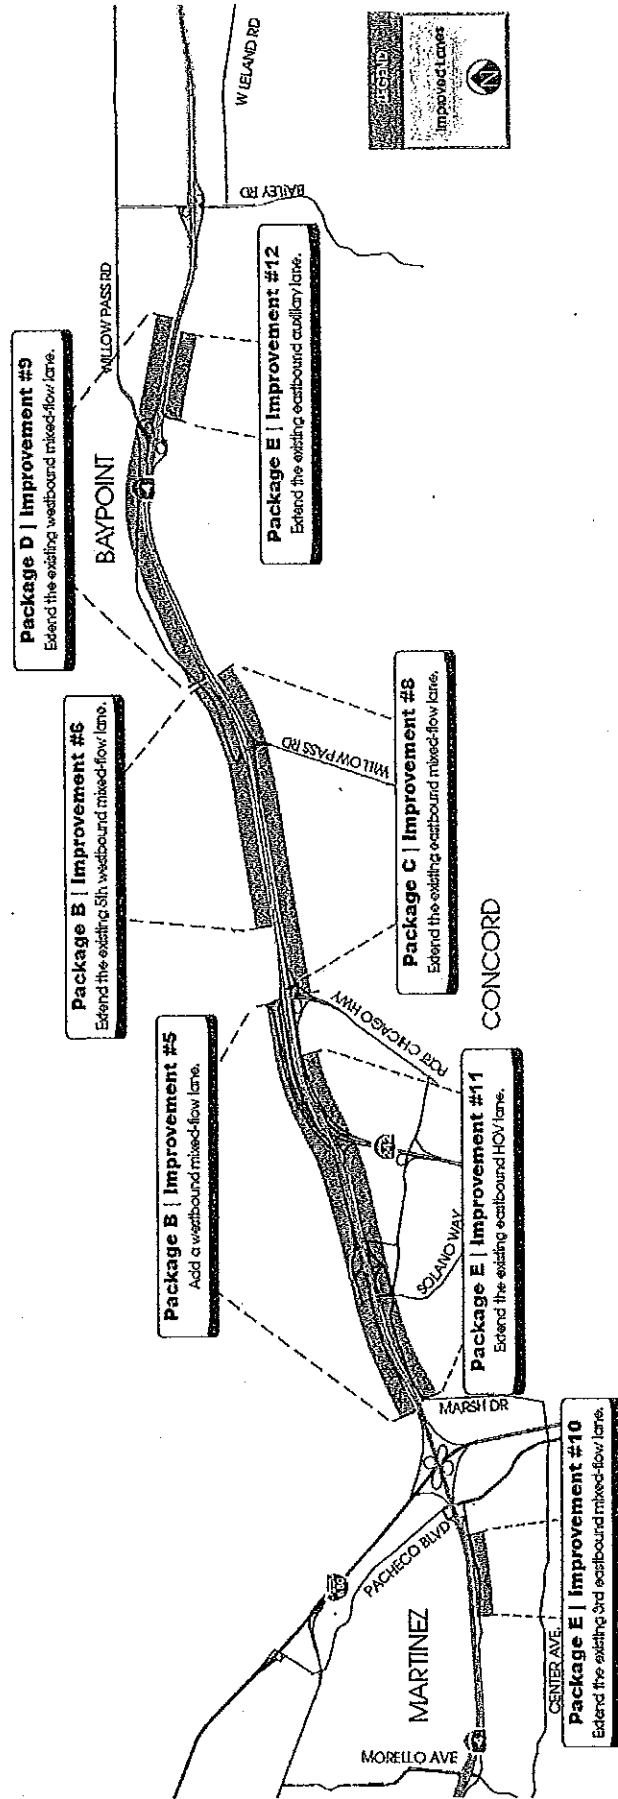 Package D | Improvement #9
Extend the existing westbound mixed-flow lane.
Package B | Improvement #6
Extend the existing 5th westbound mixed-flow lane.
Package B | Improvement #5
Add a westbound mixed-flow lane.
WILLOW PASS RD
BAYPOINT
W LELAND RD
BAILEY RD
LEGEND
Improved Lanes
N
Package E | Improvement #12
Extend the existing eastbound auxiliary lane.
WILLOW PASS RD
Package C | Improvement #8
Extend the existing eastbound mixed-flow lane.
CONCORD
PORT CHICAGO HWY
242
SOLANO WAY
Package E | Improvement #11
Extend the existing eastbound HOV lane.
MARSH DR
PACHECO BLVD
MARTINEZ
MORELLO AVE
CENTER AVE.
Package E | Improvement #10
Extend the existing 3rd eastbound mixed-flow lane.